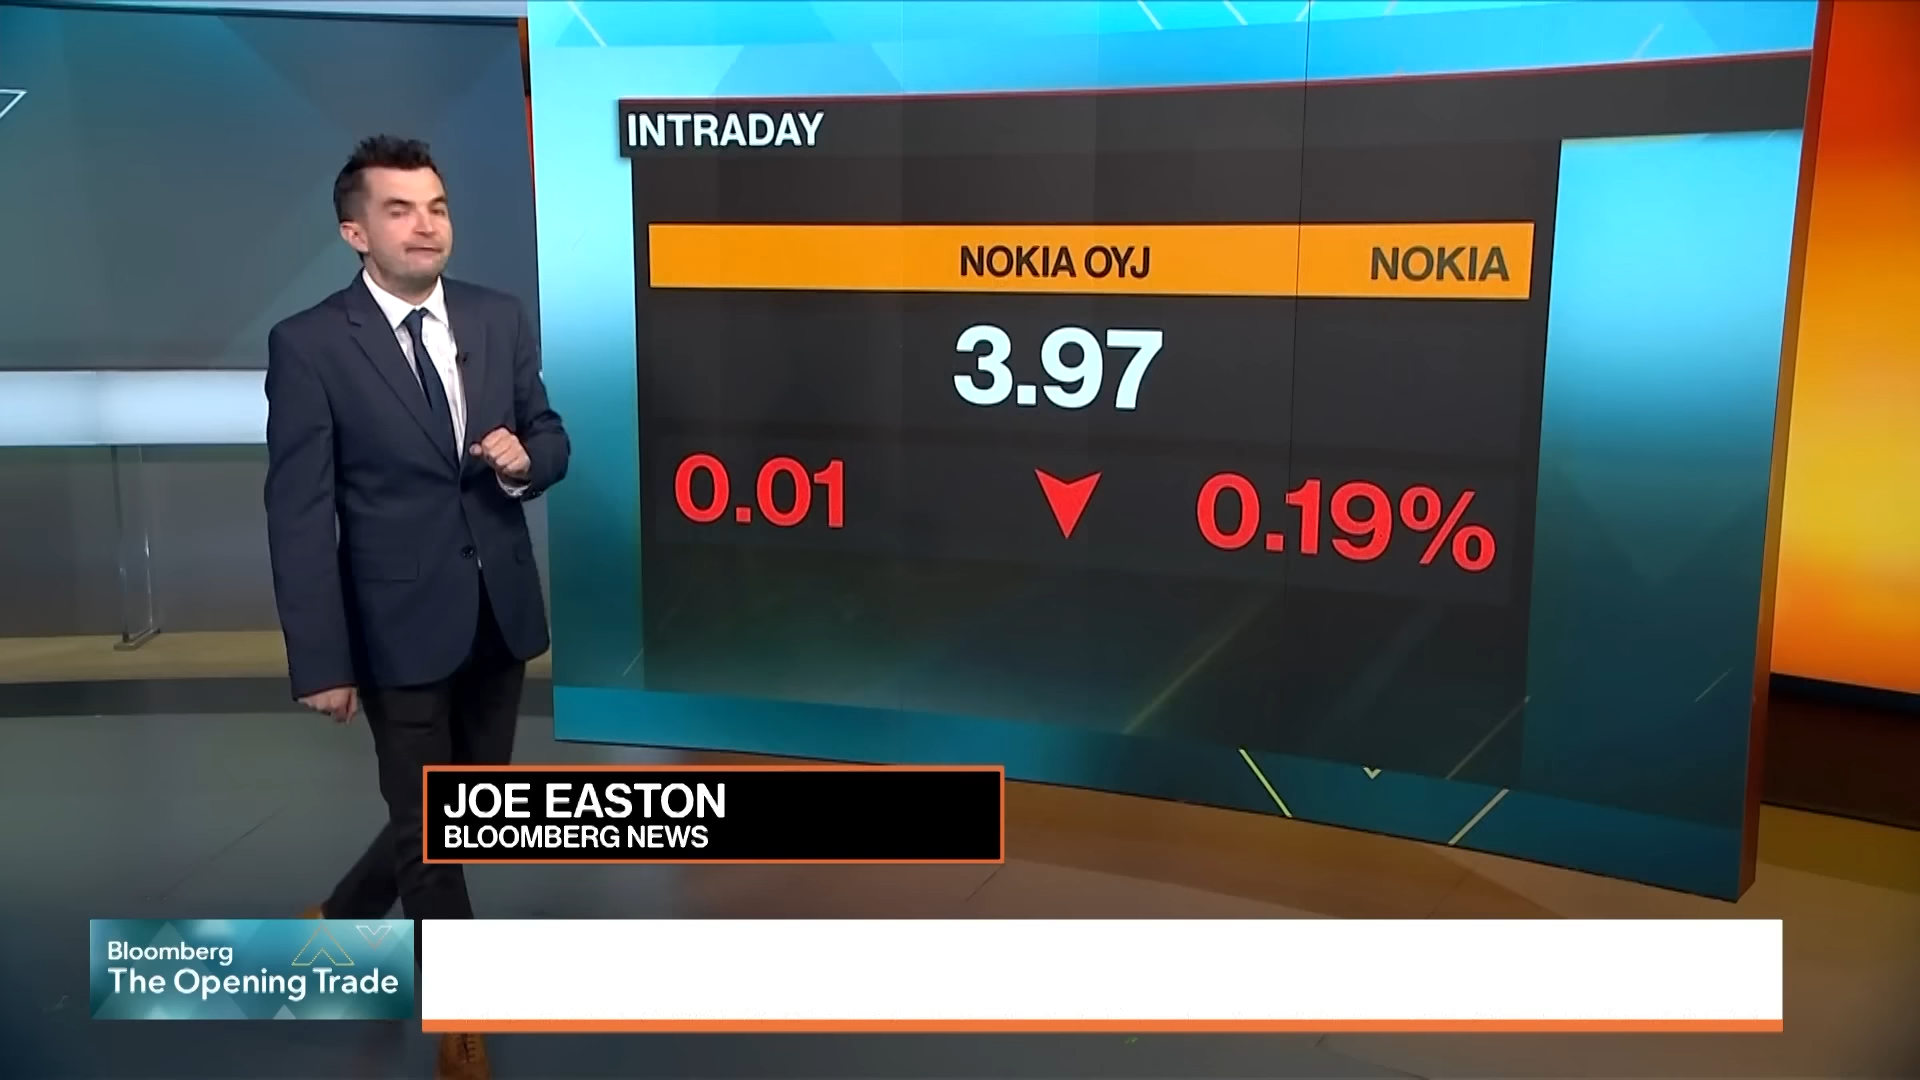 INTRADAY
NOKIA OYJ NOKIA
3.97
0.01 0.19%
JOE EASTON
BLOOMBERG NEWS
Bloomberg
The Opening Trade